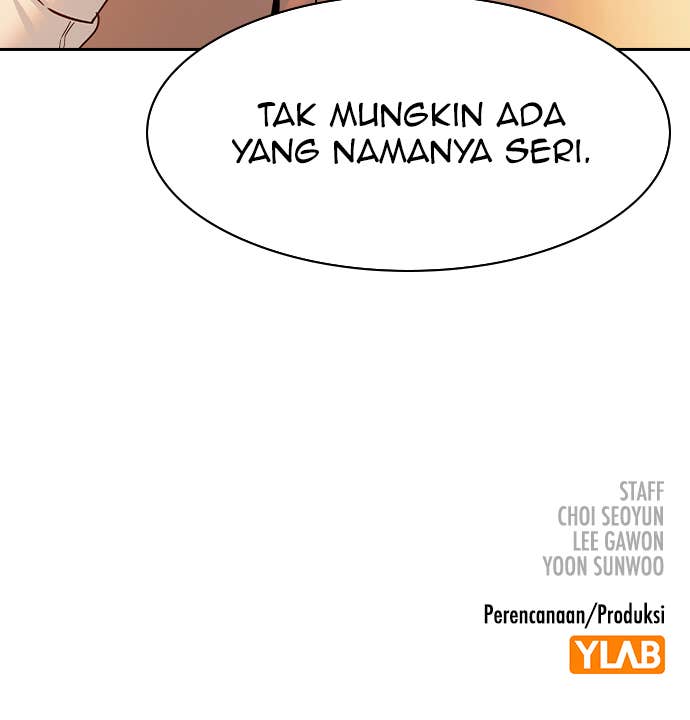 TAK MUNGKIN ADA
YANG NAMANYA SERI.
STAFF
CHOI SEOYUN
LEE GAWON
YOON SUNWOO
Perencanaan/Produksi
YLAB